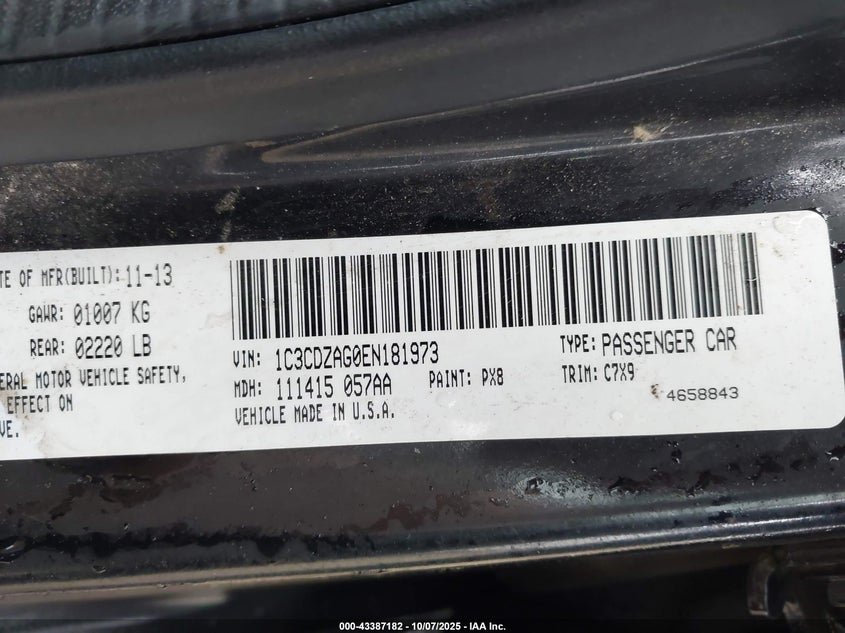 TE OF MFR(BUILT): 11-13
GAWR: 01007 KG
REAR: 02220 LB
ERAL MOTOR VEHICLE SAFETY,
EFFECT ON
VE.
VIN: 1C3CDZAG0EN181973
TYPE: PASSENGER CAR
MDH: 111415 057AA
PAINT: PX8
TRIM: C7X9
VEHICLE MADE IN U.S.A.
4658843
000-43387182 - 10/07/2025 - IAA Inc.